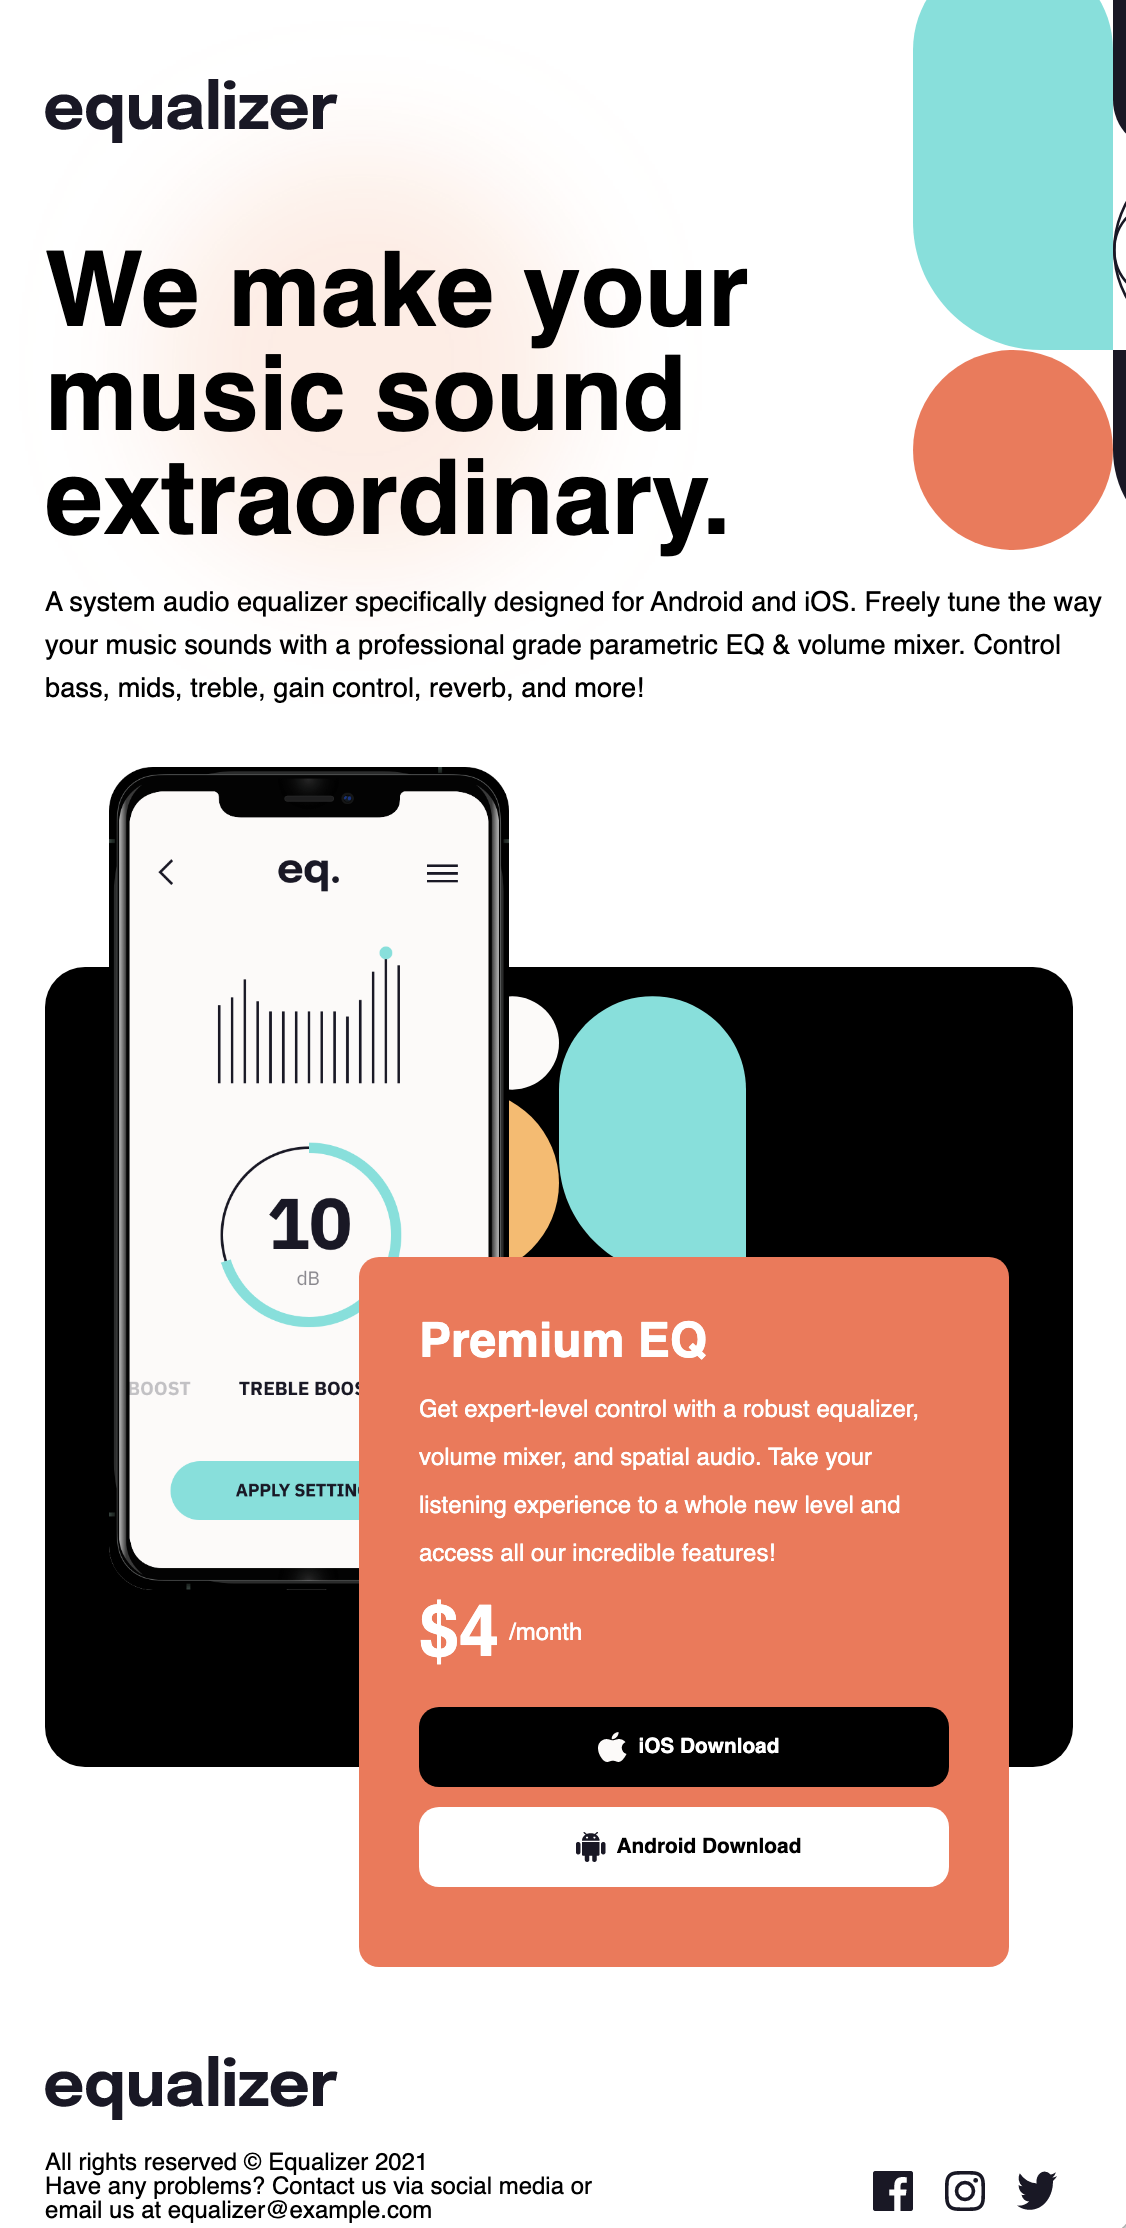 equalizer
We make your
music sound
extraordinary.
A system audio equalizer specifically designed for Android and iOS. Freely tune the way
your music sounds with a professional grade parametric EQ & volume mixer. Control
bass, mids, treble, gain control, reverb, and more!
eq.
10
dB
BOOST
TREBLE BOOS
APPLY SETTIN
Premium EQ
Get expert-level control with a robust equalizer,
volume mixer, and spatial audio. Take your
listening experience to a whole new level and
access all our incredible features!
$4 /month
iOS Download
Android Download
equalizer
All rights reserved © Equalizer 2021
Have any problems? Contact us via social media or
email us at equalizer@example.com